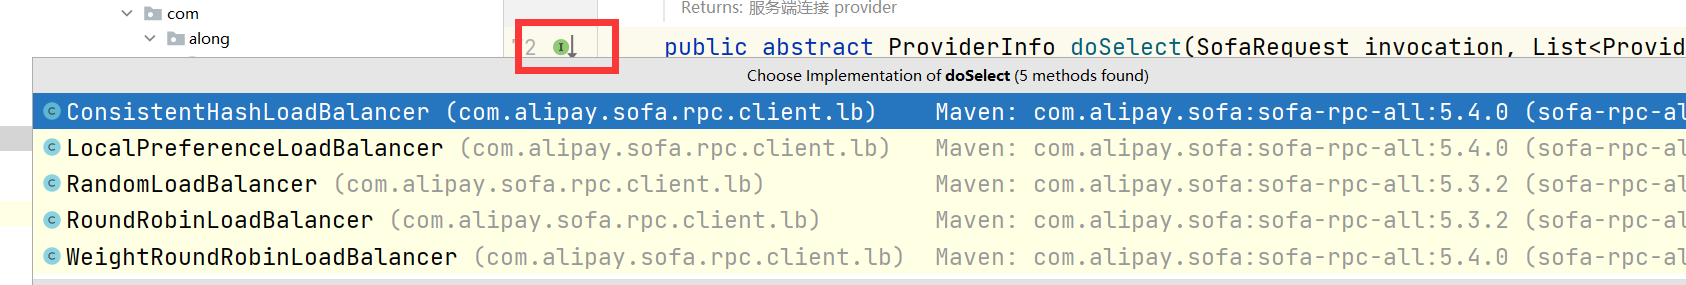 com
Returns: 服务端连接 provider
along
public abstract ProviderInfo doSelect(SofaRequest invocation, List<Provid
Choose Implementation of doSelect (5 methods found)
ConsistentHashLoadBalancer (com.alipay.sofa.rpc.client.lb) Maven: com.alipay.sofa:sofa-rpc-all:5.4.0 (sofa-rpc-al
LocalPreferenceLoadBalancer (com.alipay.sofa.rpc.client.lb) Maven: com.alipay.sofa:sofa-rpc-all:5.4.0 (sofa-rpc-al
RandomLoadBalancer (com.alipay.sofa.rpc.client.lb) Maven: com.alipay.sofa:sofa-rpc-all:5.3.2 (sofa-rpc-al
RoundRobinLoadBalancer (com.alipay.sofa.rpc.client.lb) Maven: com.alipay.sofa:sofa-rpc-all:5.3.2 (sofa-rpc-al
WeightRoundRobinLoadBalancer (com.alipay.sofa.rpc.client.lb) Maven: com.alipay.sofa:sofa-rpc-all:5.4.0 (sofa-rpc-al